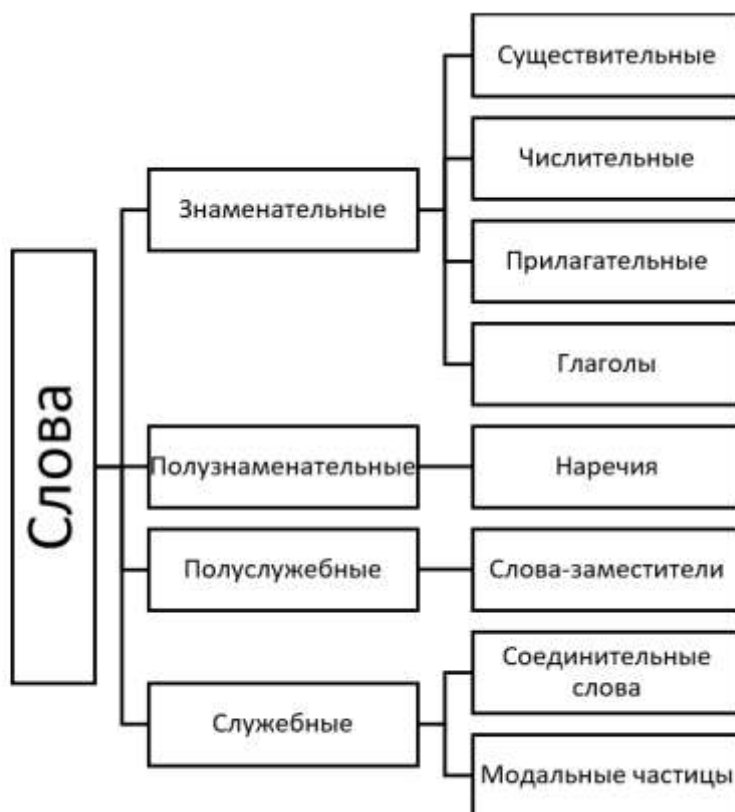 Слова
Знаменательные
Существительные
Числительные
Прилагательные
Глаголы
Полузнаменательные
Наречия
Полуслужебные
Слова-заместители
Служебные
Соединительные
слова
Модальные частицы